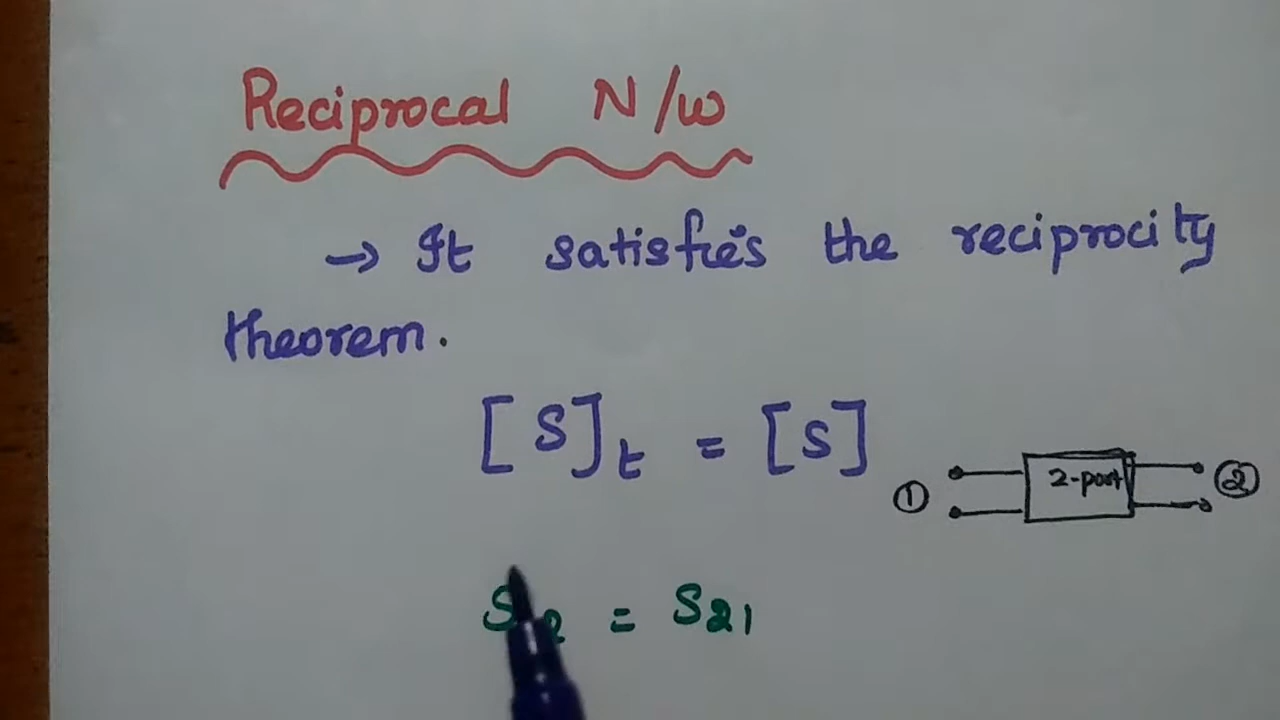 Reciprocal N/w
→ It satisfies the reciprocity
theorem.
[S]t = [S]
① 2-port ②
= S21